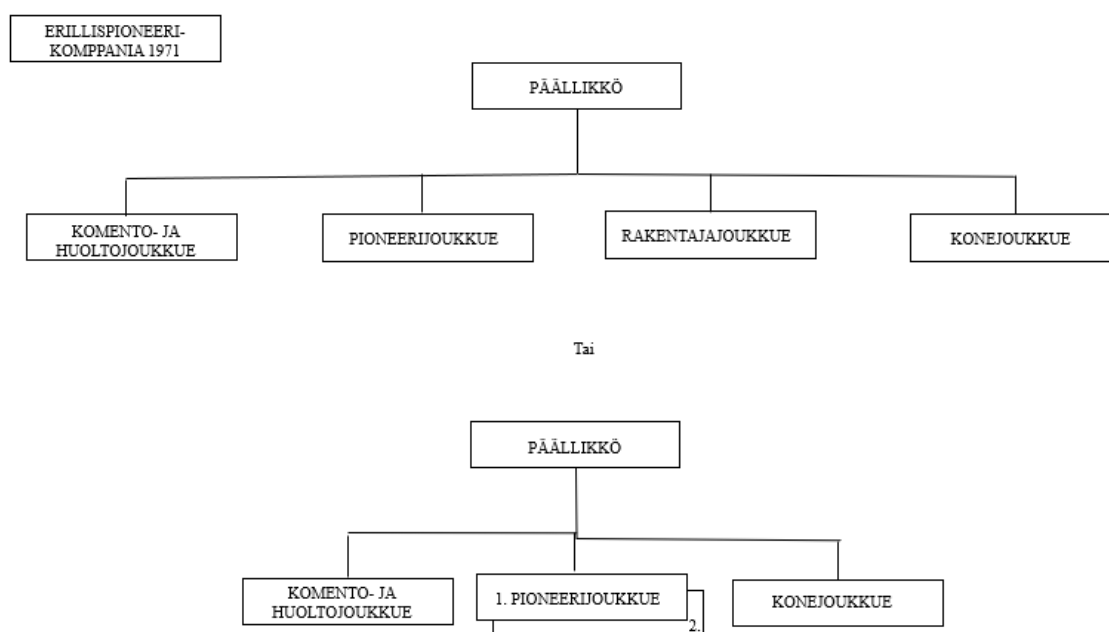 ERILLISPIONEERI-
KOMPPANIA 1971
PÄÄLLIKKÖ
KOMENTO- JA
HUOLTOJOUKKUE
PIONEERIJOUKKUE
RAKENTAJAJOUKKUE
KONEJOUKKUE
Tai
PÄÄLLIKKÖ
KOMENTO- JA
HUOLTOJOUKKUE
1. PIONEERIJOUKKUE
2.
KONEJOUKKUE